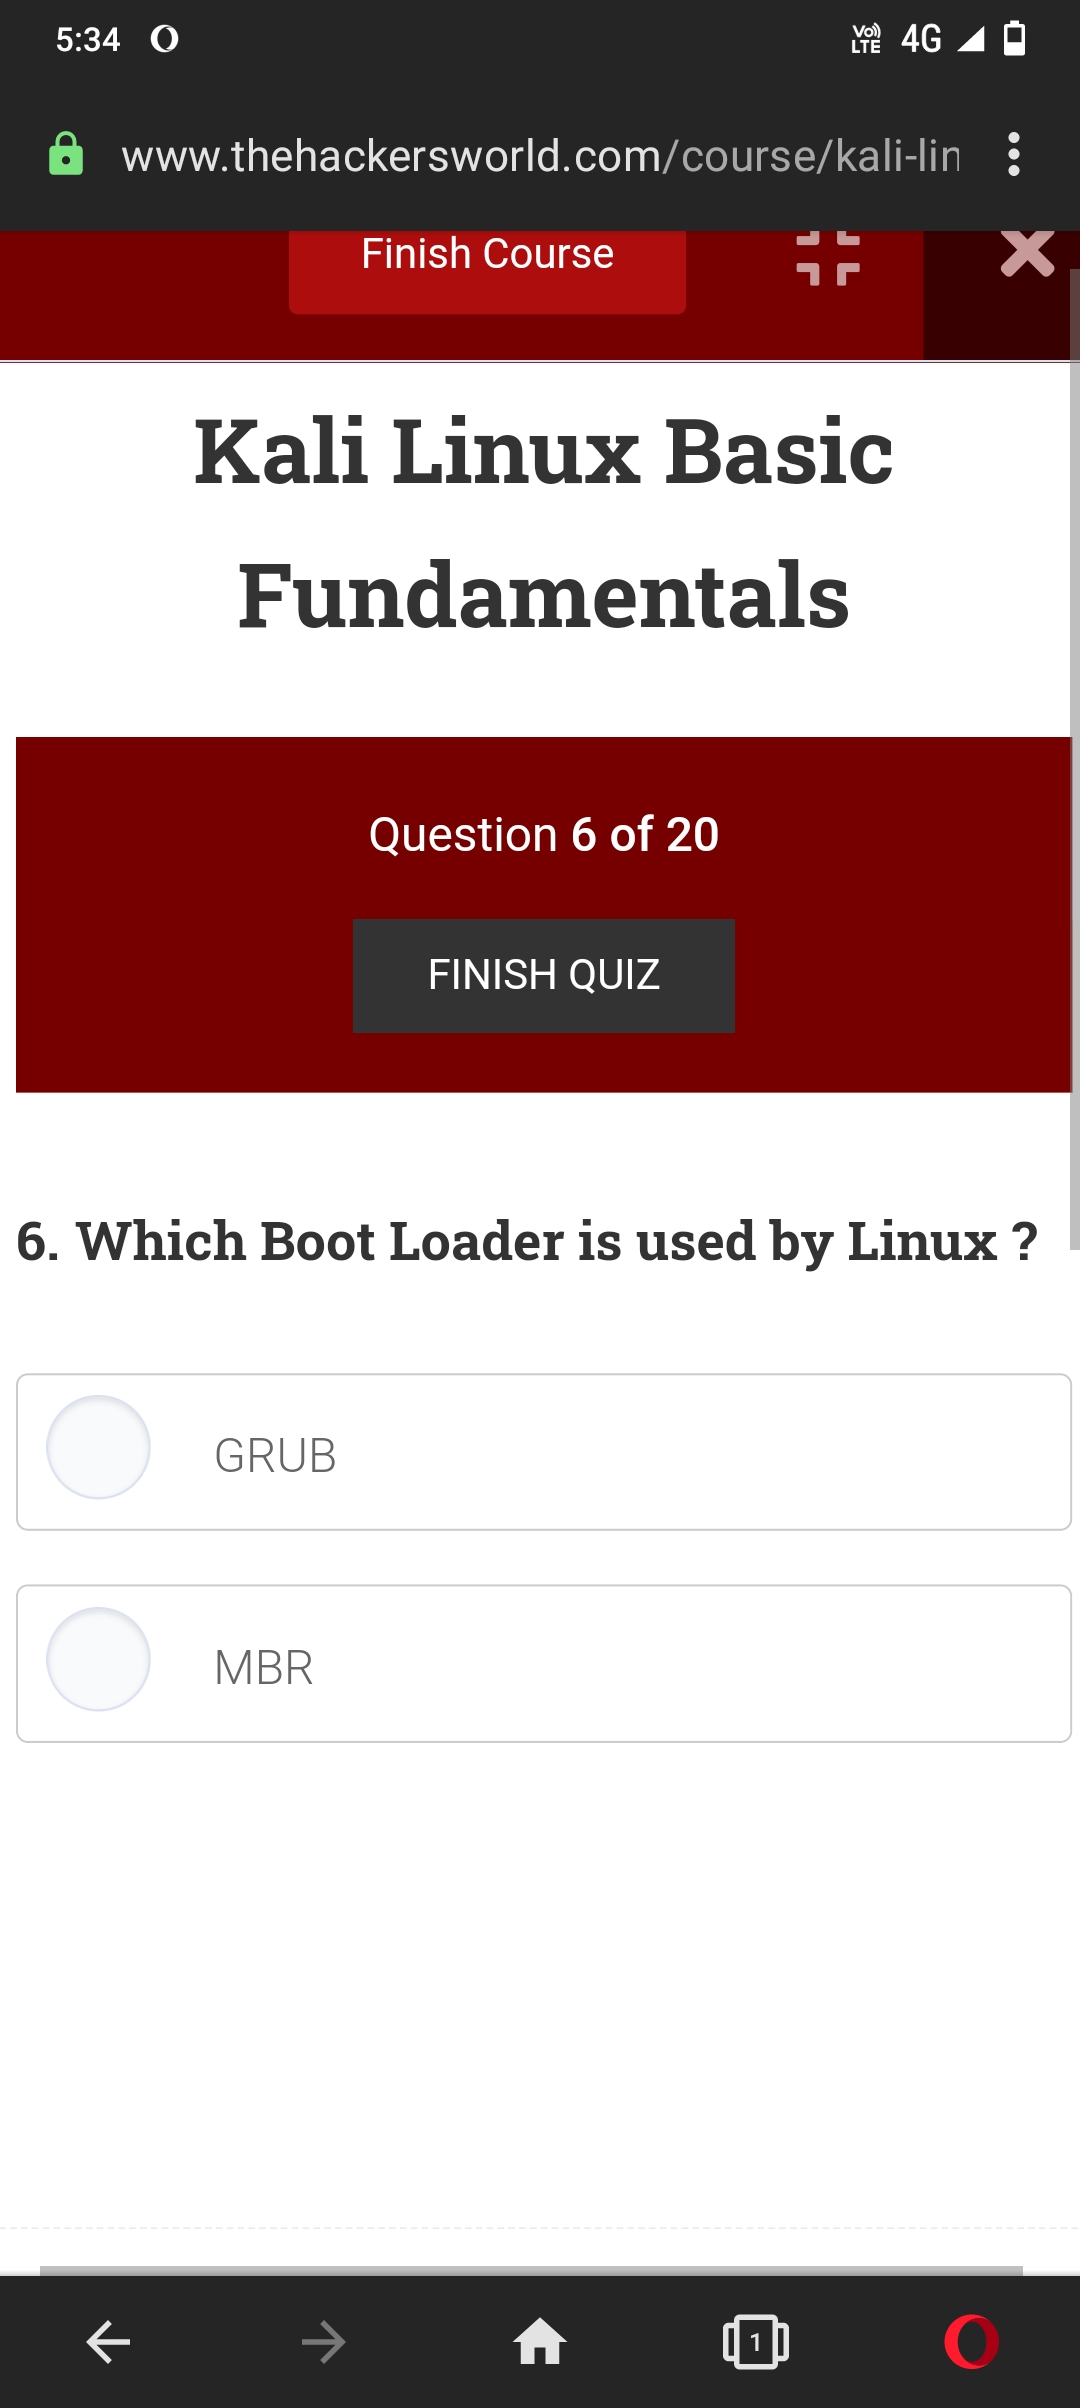 5:34
Vo)) LTE 4G
www.thehackersworld.com/course/kali-lin
Finish Course
Kali Linux Basic
Fundamentals
Question 6 of 20
FINISH QUIZ
6. Which Boot Loader is used by Linux ?
GRUB
MBR
1